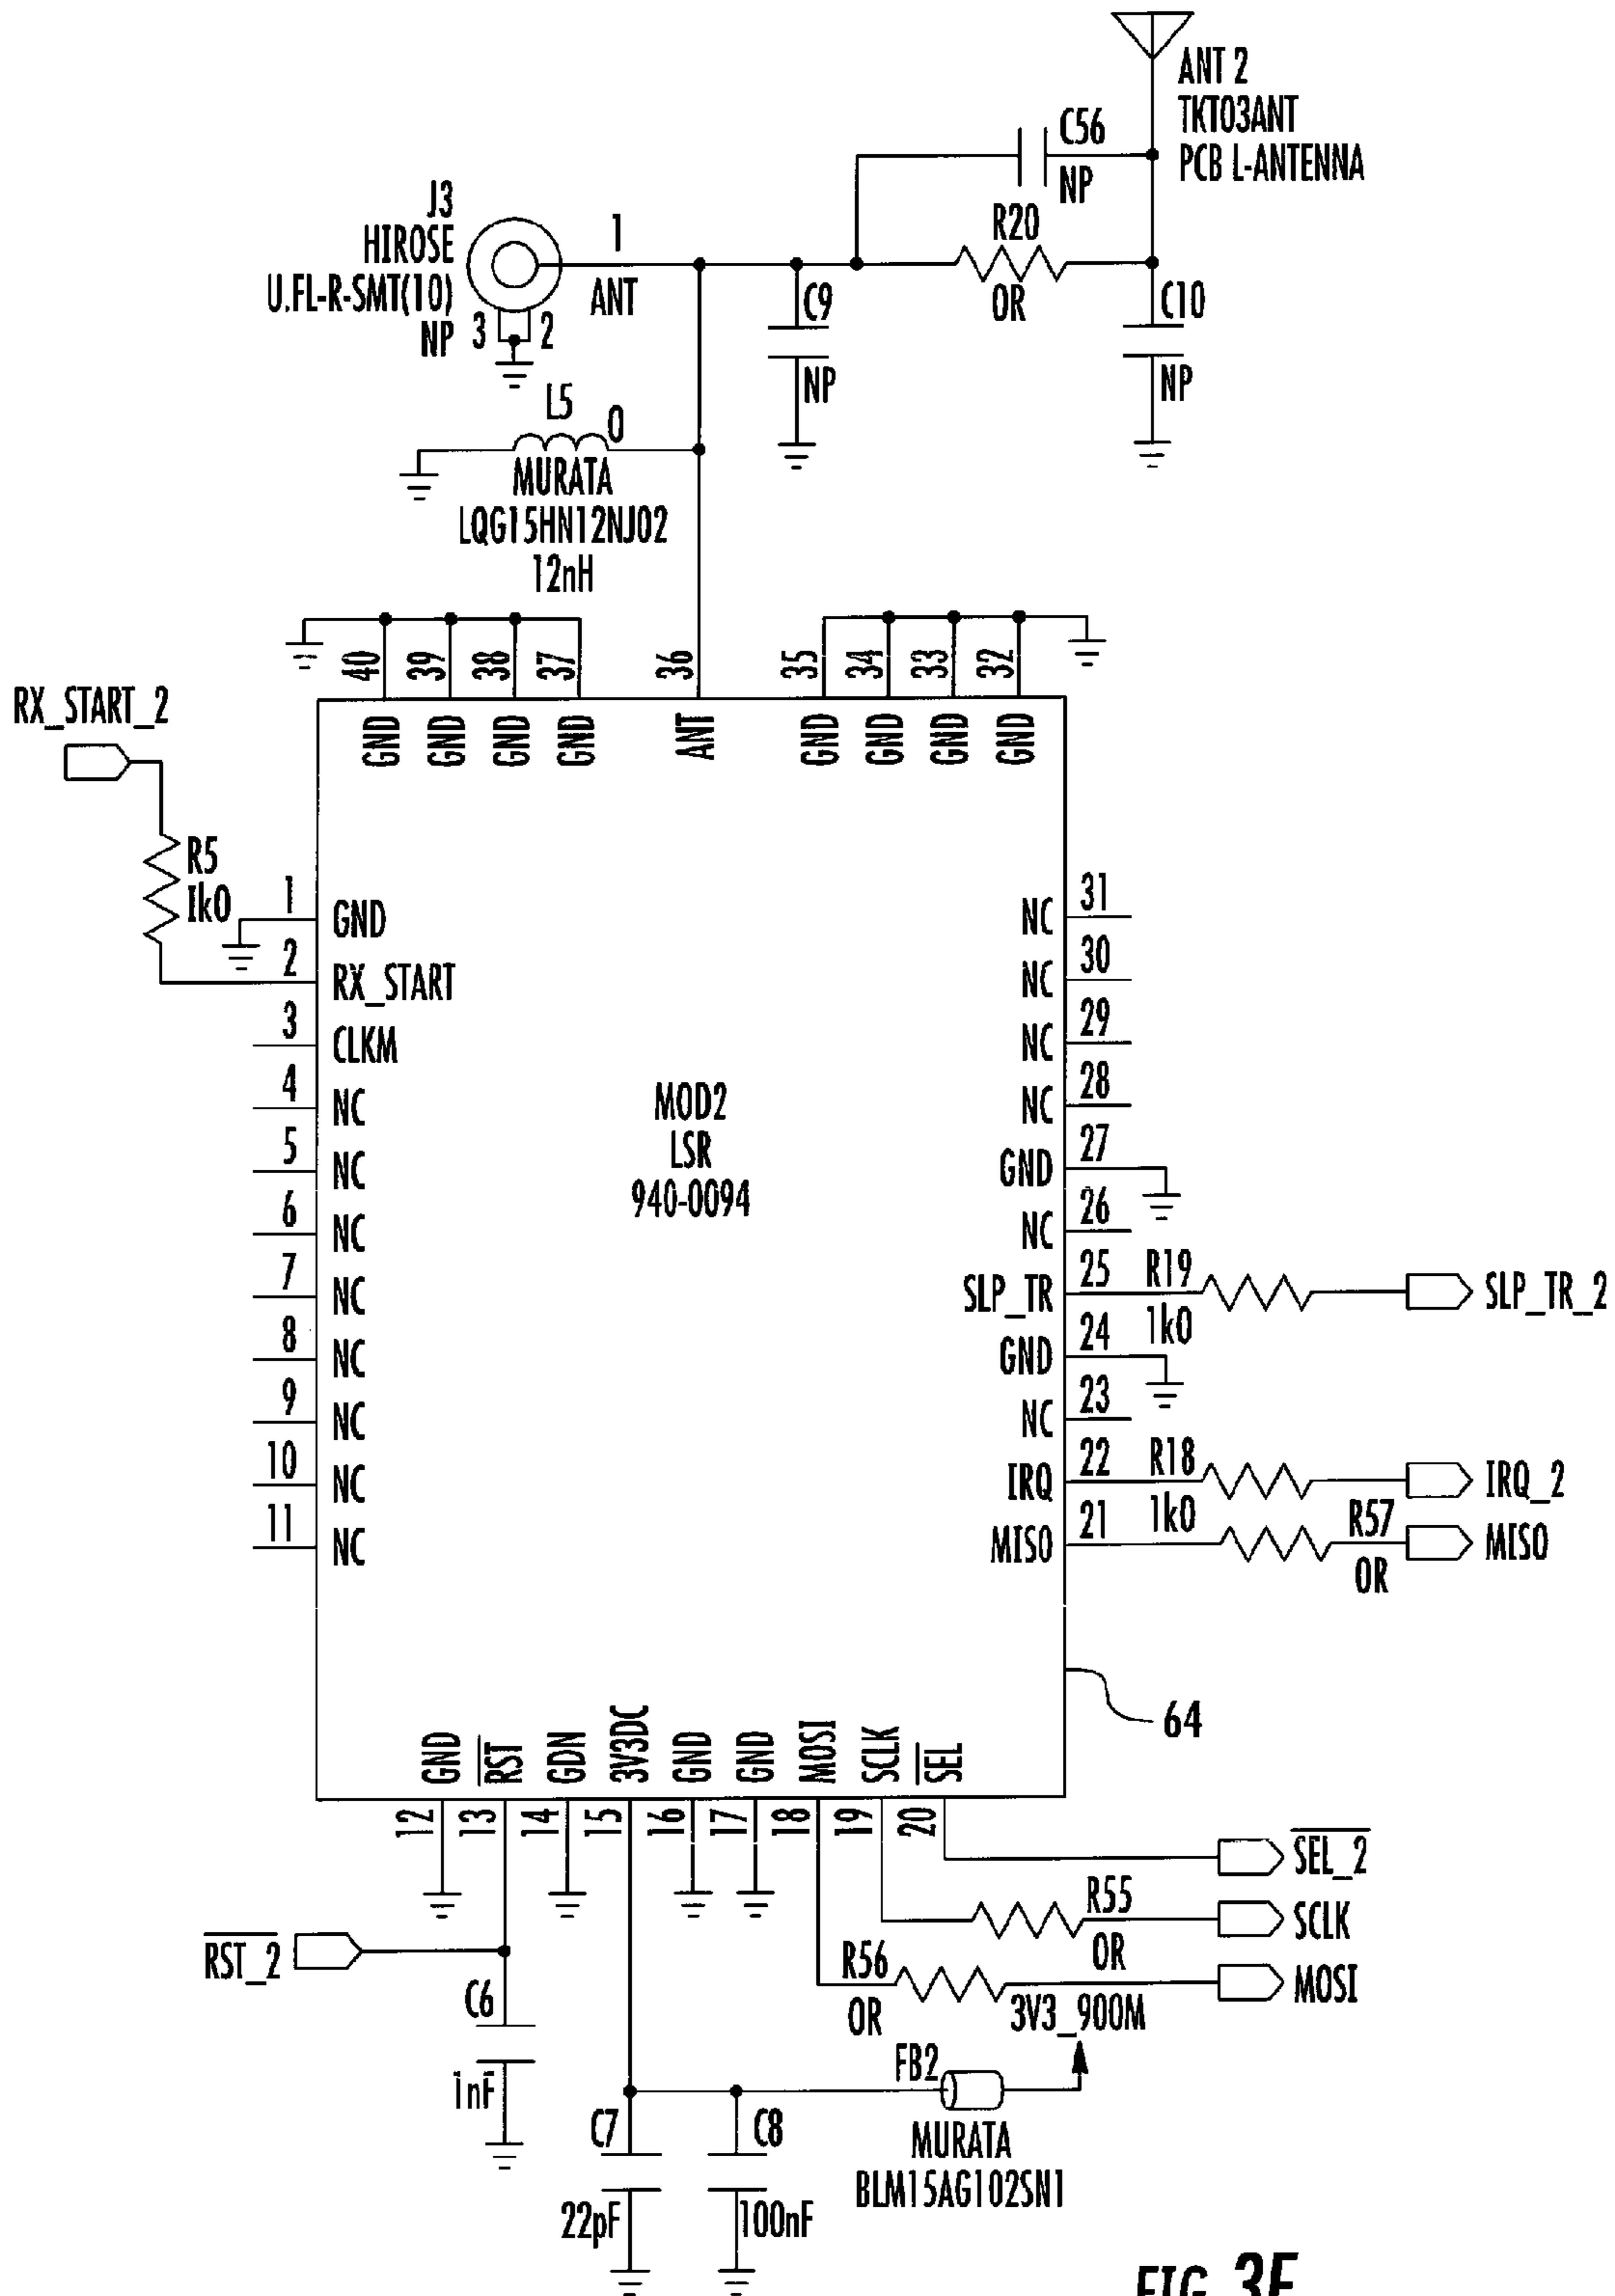 ANT 2
TKT03ANT
PCB L-ANTENNA
C56
NP
J3
HIROSE
U.FL-R-SMT(10)
NP
3
2
1
ANT
R20
0R
C9
NP
C10
NP
L5
0
MURATA
LQG15HN12NJ02
12nH
40 39 38 37 36 35 34 33 32
GND GND GND GND ANT GND GND GND GND
RX_START_2
R5
1k0
1 GND
2 RX_START
3 CLKM
4 NC
5 NC
6 NC
7 NC
8 NC
9 NC
10 NC
11 NC
MOD2
LSR
940-0094
NC 31
NC 30
NC 29
NC 28
GND 27
NC 26
SLP_TR 25 R19 SLP_TR_2
1k0
GND 24
NC 23
IRQ 22 R18 IRQ_2
1k0
MISO 21 R57 MISO
0R
64
GND RST GDN 3V3DC GND GND MOSI SCLK SEL
12 13 14 15 16 17 18 19 20
SEL_2
R55
SCLK
0R
RST_2
R56
MOSI
0R
C6
1nF
3V3_900M
FB2
MURATA
BLM15AG102SN1
C7
22pF
C8
100nF